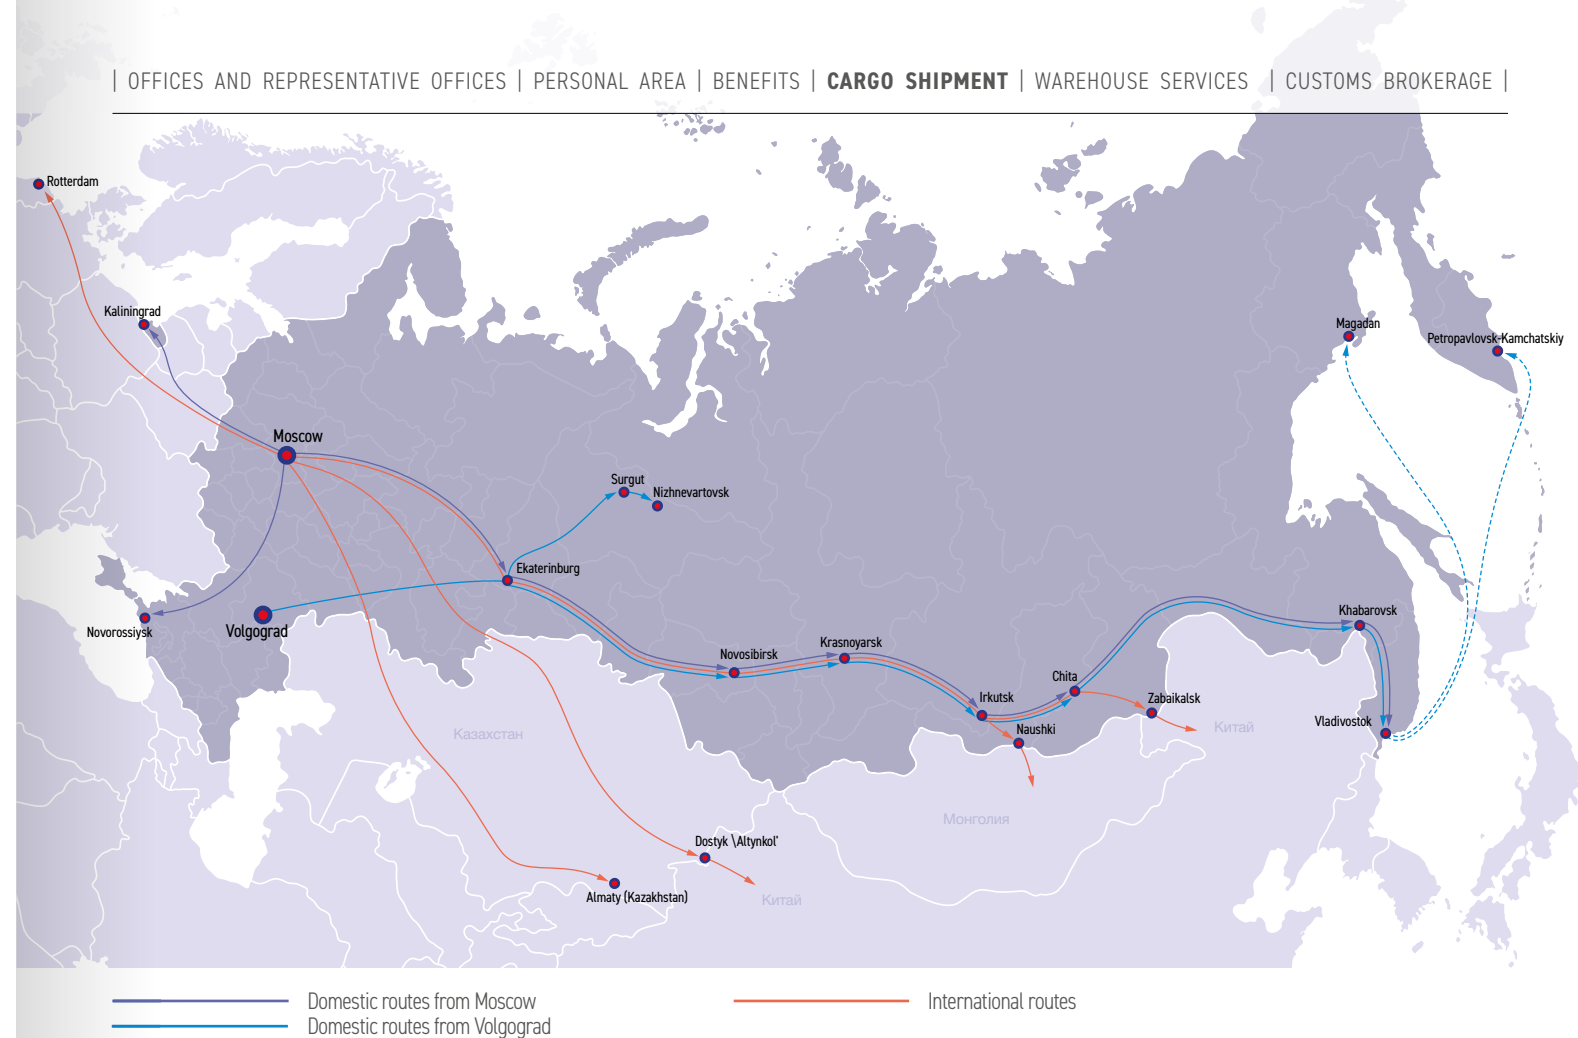 | OFFICES AND REPRESENTATIVE OFFICES | PERSONAL AREA | BENEFITS | CARGO SHIPMENT | WAREHOUSE SERVICES | CUSTOMS BROKERAGE |
Rotterdam
Kaliningrad
Magadan
Petropavlovsk-Kamchatskiy
Moscow
Surgut
Nizhnevartovsk
Ekaterinburg
Khabarovsk
Novorossiysk
Volgograd
Krasnoyarsk
Novosibirsk
Chita
Irkutsk
Zabaikalsk
Vladivostok
Naushki
Китай
Казахстан
Монголия
Dostyk \Altynkol'
Almaty (Kazakhstan)
Китай
Domestic routes from Moscow
International routes
Domestic routes from Volgograd